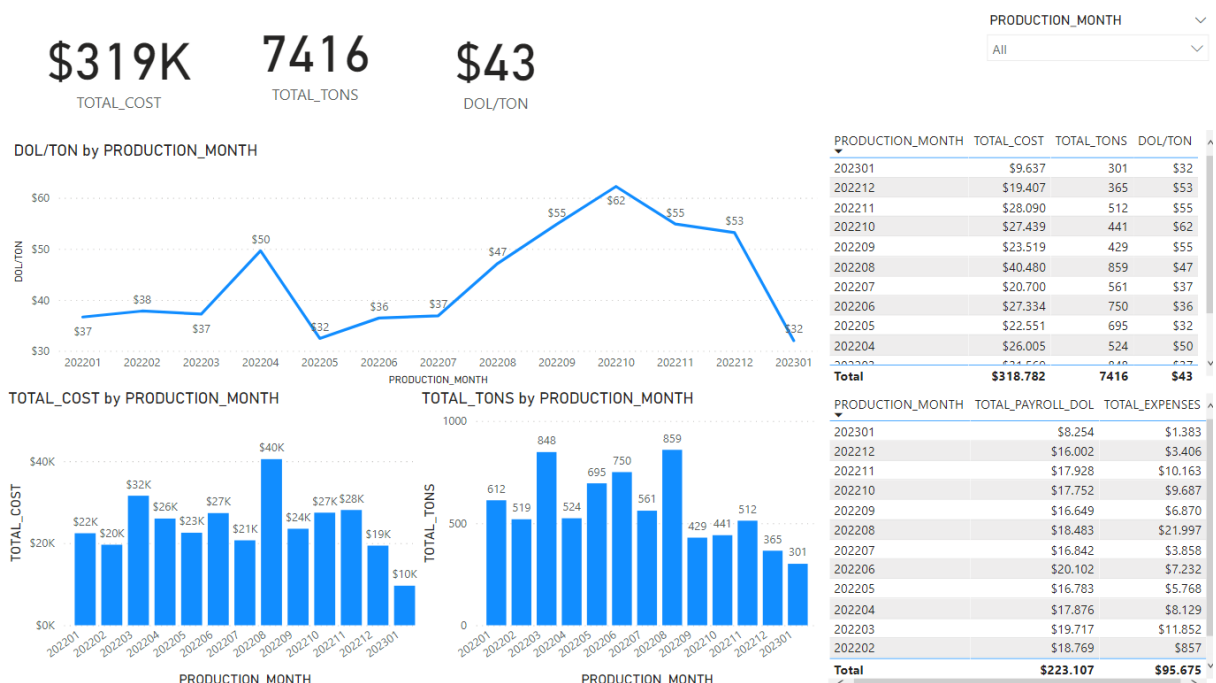 $319K
TOTAL_COST
7416
TOTAL_TONS
$43
DOL/TON
PRODUCTION_MONTH
All
DOL/TON by PRODUCTION_MONTH
DOL/TON
$60
$50
$40
$30
$37
$38
$37
$50
$32
$36
$37
$47
$55
$62
$55
$53
$32
202201 202202 202203 202204 202205 202206 202207 202208 202209 202210 202211 202212 202301
PRODUCTION_MONTH
PRODUCTION_MONTH TOTAL_COST TOTAL_TONS DOL/TON
202301 $9.637 301 $32
202212 $19.407 365 $53
202211 $28.090 512 $55
202210 $27.439 441 $62
202209 $23.519 429 $55
202208 $40.480 859 $47
202207 $20.700 561 $37
202206 $27.334 750 $36
202205 $22.551 695 $32
202204 $26.005 524 $50
Total $318.782 7416 $43
TOTAL_COST by PRODUCTION_MONTH
TOTAL_COST
$40K
$20K
$0K
$22K
$20K
$32K
$26K
$23K
$27K
$21K
$40K
$24K
$27K
$28K
$19K
$10K
202201 202202 202203 202204 202205 202206 202207 202208 202209 202210 202211 202212 202301
PRODUCTION_MONTH
TOTAL_TONS by PRODUCTION_MONTH
TOTAL_TONS
1000
500
0
612
519
848
524
695
750
561
859
429
441
512
365
301
202201 202202 202203 202204 202205 202206 202207 202208 202209 202210 202211 202212 202301
PRODUCTION_MONTH
PRODUCTION_MONTH TOTAL_PAYROLL_DOL TOTAL_EXPENSES
202301 $8.254 $1.383
202212 $16.002 $3.406
202211 $17.928 $10.163
202210 $17.752 $9.687
202209 $16.649 $6.870
202208 $18.483 $21.997
202207 $16.842 $3.858
202206 $20.102 $7.232
202205 $16.783 $5.768
202204 $17.876 $8.129
202203 $19.717 $11.852
202202 $18.769 $857
Total $223.107 $95.675